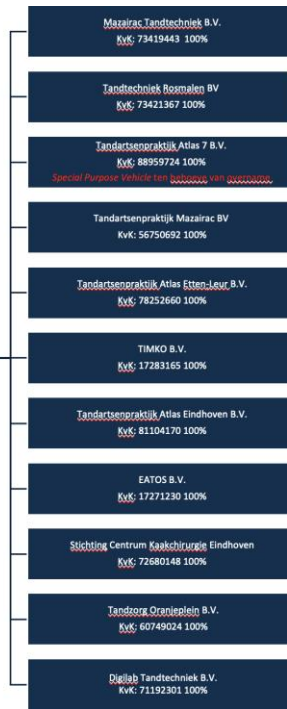 Mazairac Tandtechniek B.V.
KvK: 73419443 100%
Tandtechniek Rosmalen BV
KvK: 73421367 100%
Tandartsenpraktijk Atlas 7 B.V.
KvK: 88959724 100%
Special Purpose Vehicle ten behoeve van overname
Tandartsenpraktijk Mazairac BV
KvK: 56750692 100%
Tandartsenpraktijk Atlas Etten-Leur B.V.
KvK: 78252660 100%
TIMKO B.V.
KvK: 17283165 100%
Tandartsenpraktijk Atlas Eindhoven B.V.
KvK: 81104170 100%
EATOS B.V.
KvK: 17271230 100%
Stichting Centrum Kaakchirurgie Eindhoven
KvK: 72680148 100%
Tandzorg Oranjeplein B.V.
KvK: 60749024 100%
Digilab Tandtechniek B.V.
KvK: 71192301 100%